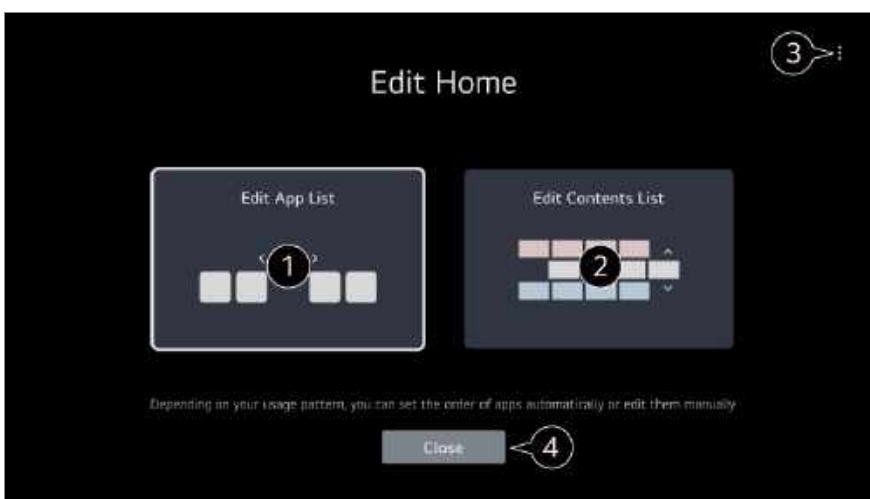 3
Edit Home
Edit App List
Edit Contents List
1
2
Depending on your usage pattern, you can set the order of apps automatically or edit them manually
Close
4